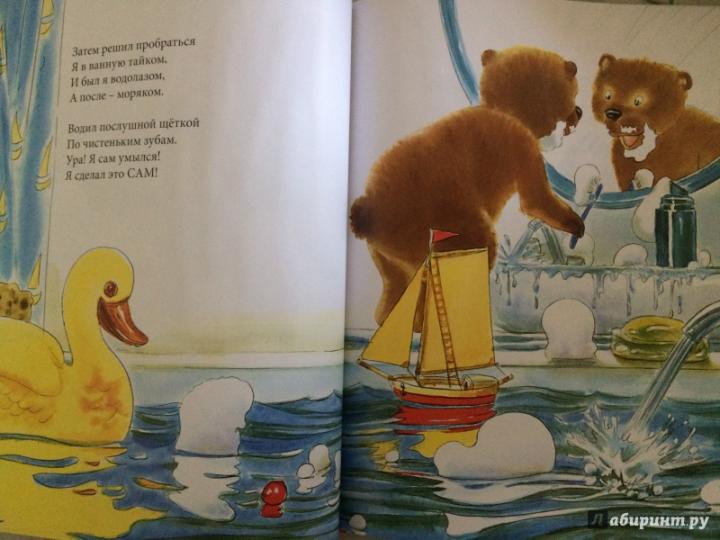 Затем решил пробраться
Я в ванную тайком,
И был я водолазом,
А после – моряком.
Водил послушной щёткой
По чистеньким зубам.
Ура! Я сам умылся!
Я сделал это САМ!
Лабиринт.ру